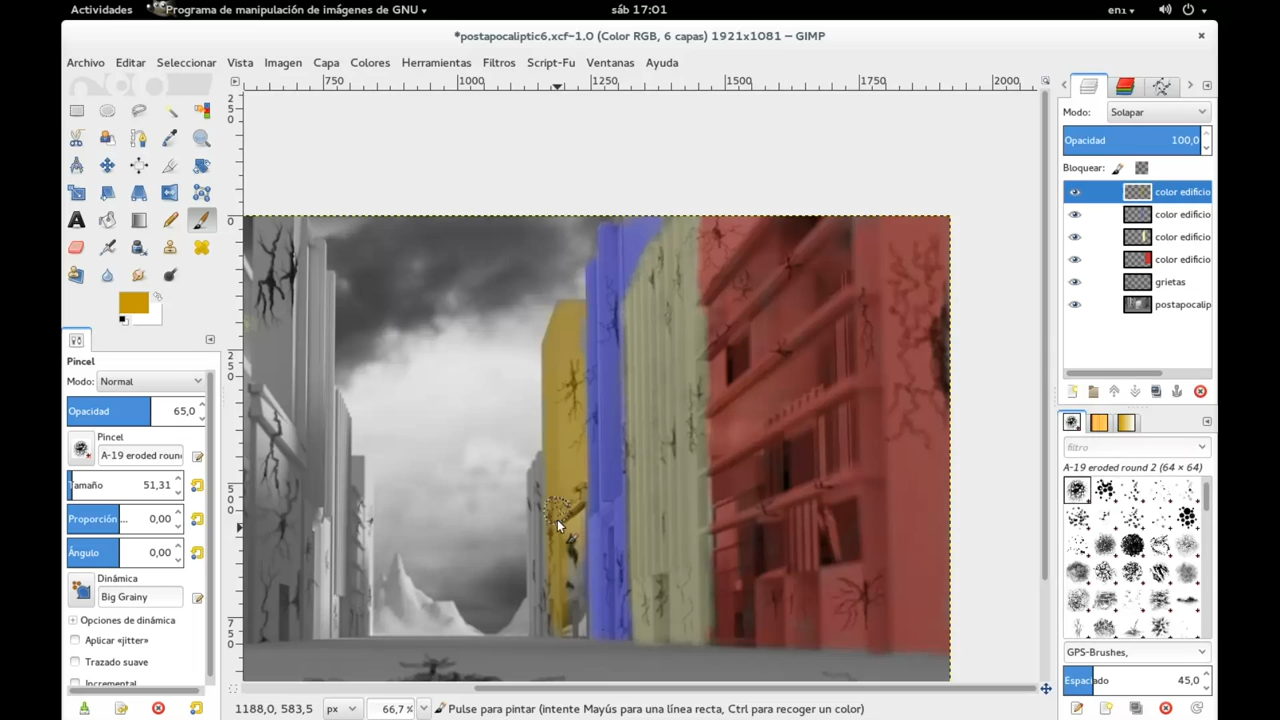 Actividades Programa de manipulación de imágenes de GNU sáb 17:01 en1
*postapocaliptic6.xcf-1.0 (Color RGB, 6 capas) 1921x1081 – GIMP
Archivo Editar Seleccionar Vista Imagen Capa Colores Herramientas Filtros Script-Fu Ventanas Ayuda
750 1000 1250 1500 1750 2000
250
0
250
500
750
Pincel
Modo: Normal
Opacidad 65,0
Pincel
A-19 eroded roun
Tamaño 51,31
Proporción... 0,00
Ángulo 0,00
Dinámica
Big Grainy
Opciones de dinámica
Aplicar «jitter»
Trazado suave
Incremental
Modo: Solapar
Opacidad 100,0
Bloquear:
color edificio
color edificio
color edificio
color edificio
grietas
postapocalip
filtro
A-19 eroded round 2 (64 × 64)
GPS-Brushes,
Espaciado 45,0
1188,0, 583,5 px 66,7 % Pulse para pintar (intente Mayús para una línea recta, Ctrl para recoger un color)